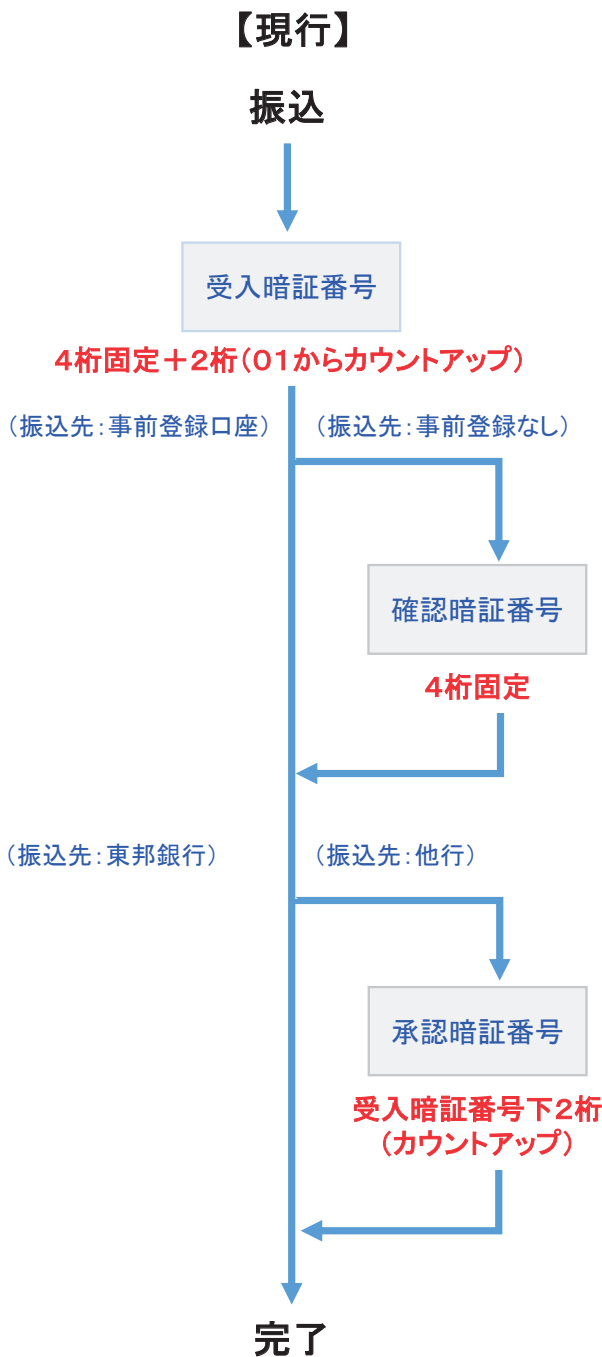 【現行】
振込
受入暗証番号
４桁固定＋２桁(０１からカウントアップ)
(振込先:事前登録口座)
(振込先:事前登録なし)
確認暗証番号
４桁固定
(振込先:東邦銀行)
(振込先:他行)
承認暗証番号
受入暗証番号下２桁
(カウントアップ)
完了